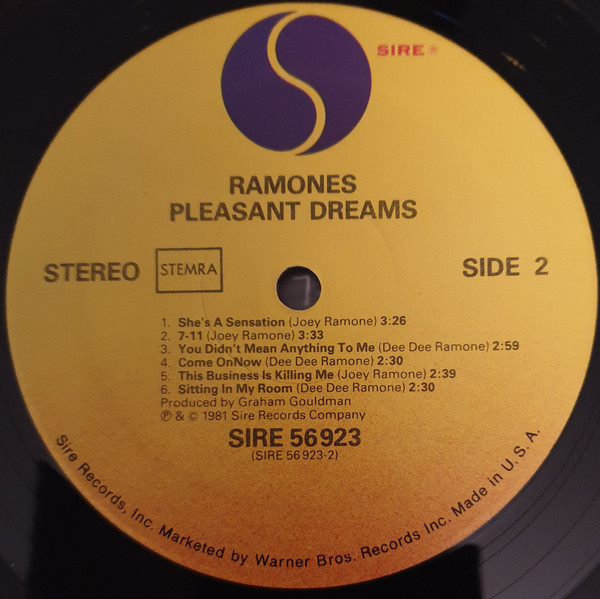 SIRE ®
RAMONES
PLEASANT DREAMS
STEREO
STEMRA
SIDE 2
1. She's A Sensation (Joey Ramone) 3:26
2. 7-11 (Joey Ramone) 3:33
3. You Didn't Mean Anything To Me (Dee Dee Ramone) 2:59
4. Come OnNow (Dee Dee Ramone) 2:30
5. This Business Is Killing Me (Joey Ramone) 2:39
6. Sitting In My Room (Dee Dee Ramone) 2:30
Produced by Graham Gouldman
℗ & © 1981 Sire Records Company
SIRE 56923
(SIRE 56923-2)
Sire Records, Inc. Marketed by Warner Bros. Records Inc. Made in U.S.A.